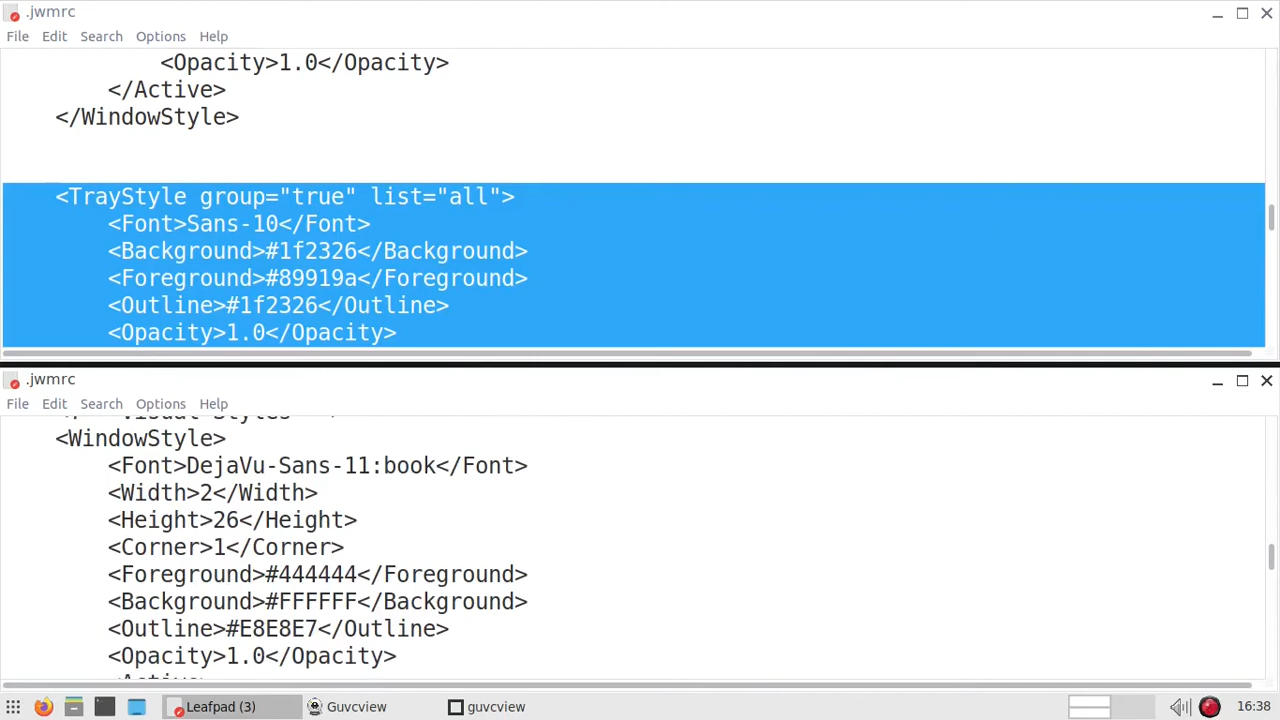 .jwmrc
File Edit Search Options Help
<Opacity>1.0</Opacity>
</Active>
</WindowStyle>
<TrayStyle group="true" list="all">
<Font>Sans-10</Font>
<Background>#1f2326</Background>
<Foreground>#89919a</Foreground>
<Outline>#1f2326</Outline>
<Opacity>1.0</Opacity>
.jwmrc
File Edit Search Options Help
<WindowStyle>
<Font>DejaVu-Sans-11:book</Font>
<Width>2</Width>
<Height>26</Height>
<Corner>1</Corner>
<Foreground>#444444</Foreground>
<Background>#FFFFFF</Background>
<Outline>#E8E8E7</Outline>
<Opacity>1.0</Opacity>
Leafpad (3) Guvcview guvcview 16:38